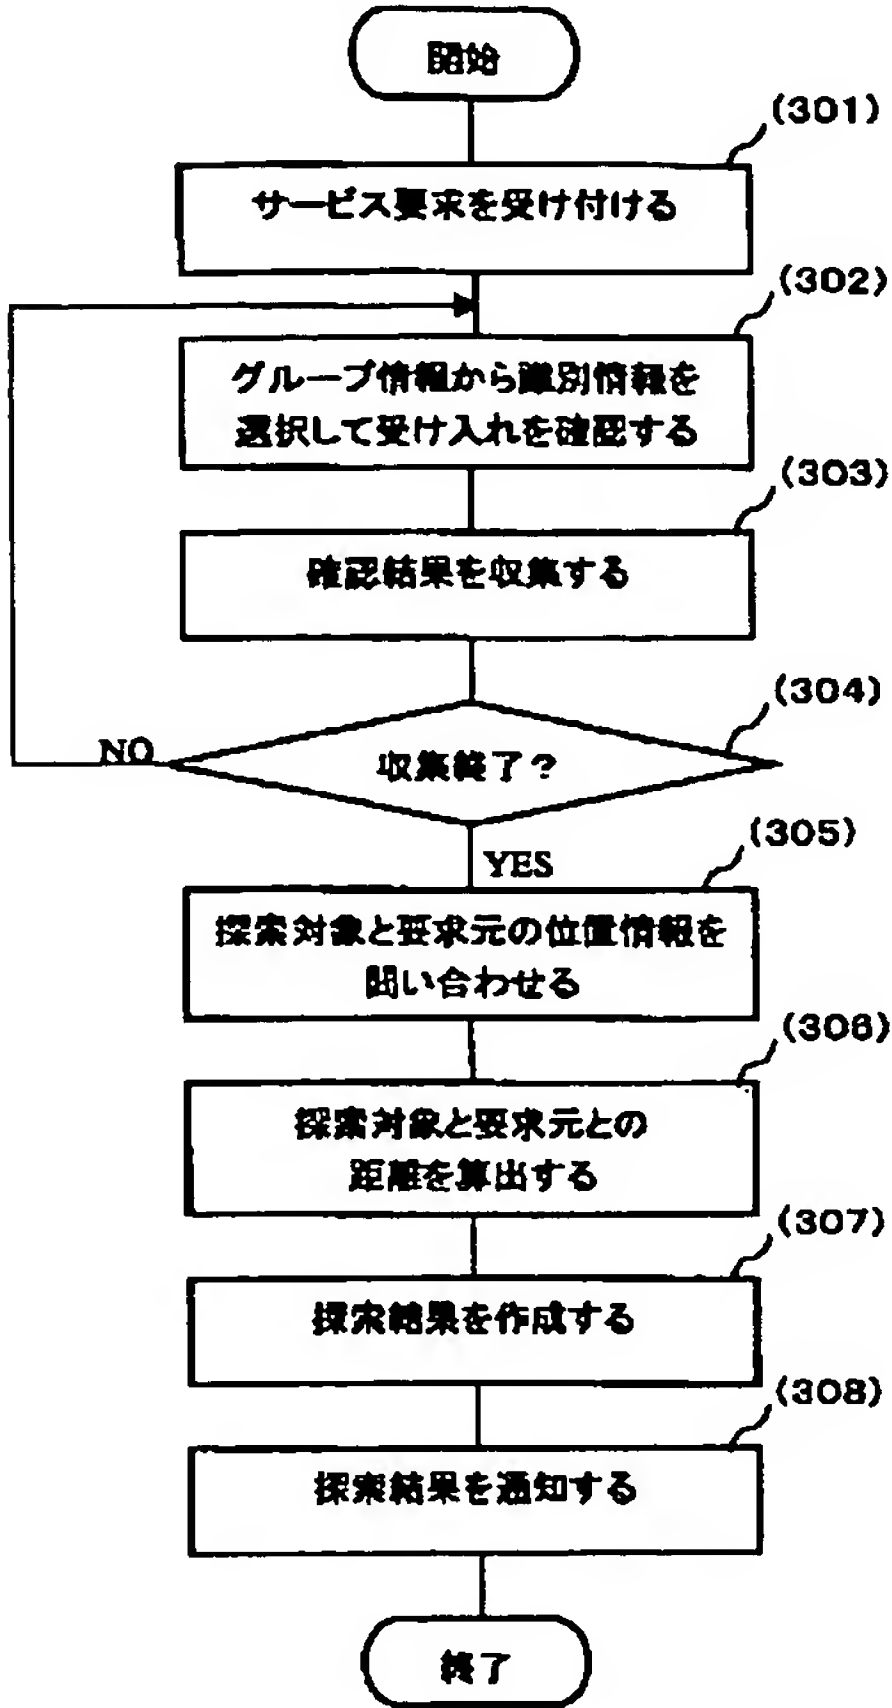 開始
(301)
サービス要求を受け付ける
(302)
グループ情報から識別情報を
選択して受け入れを確認する
(303)
確認結果を収集する
(304)
収集終了?
NO
YES
(305)
探索対象と要求元の位置情報を
問い合わせる
(306)
探索対象と要求元との
距離を算出する
(307)
探索結果を作成する
(308)
探索結果を通知する
終了